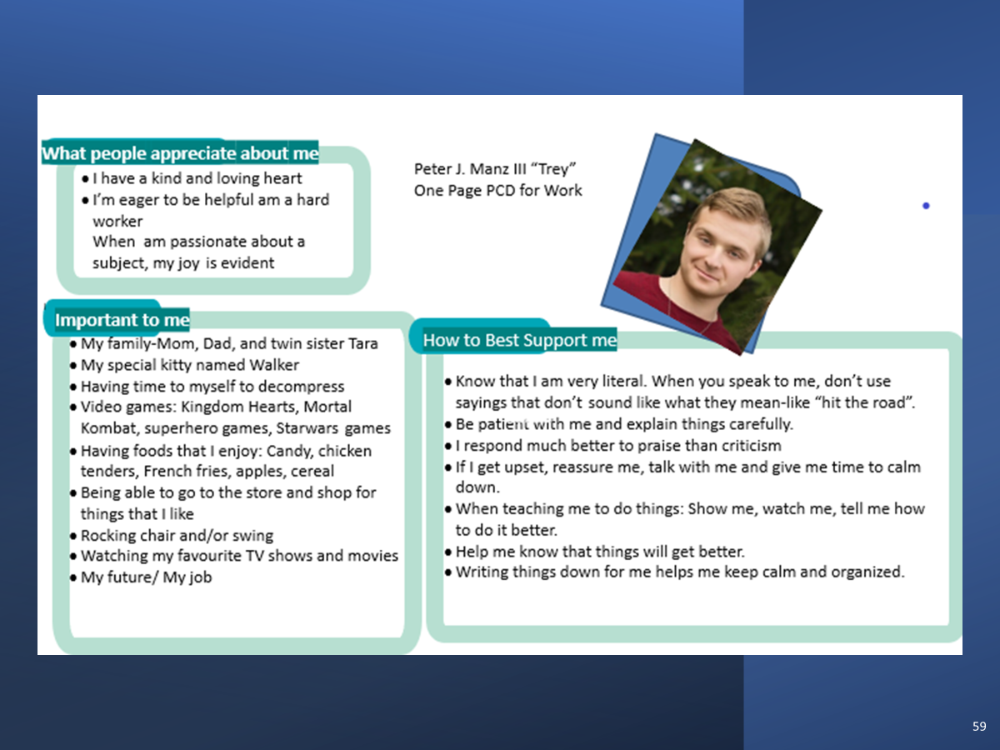 What people appreciate about me
• I have a kind and loving heart
• I’m eager to be helpful am a hard
worker
When am passionate about a
subject, my joy is evident
Peter J. Manz III “Trey”
One Page PCD for Work
Important to me
• My family-Mom, Dad, and twin sister Tara
• My special kitty named Walker
• Having time to myself to decompress
• Video games: Kingdom Hearts, Mortal
Kombat, superhero games, Starwars games
• Having foods that I enjoy: Candy, chicken
tenders, French fries, apples, cereal
• Being able to go to the store and shop for
things that I like
• Rocking chair and/or swing
• Watching my favourite TV shows and movies
• My future/ My job
How to Best Support me
• Know that I am very literal. When you speak to me, don’t use
sayings that don’t sound like what they mean-like “hit the road”.
• Be patient with me and explain things carefully.
• I respond much better to praise than criticism
• If I get upset, reassure me, talk with me and give me time to calm
down.
• When teaching me to do things: Show me, watch me, tell me how
to do it better.
• Help me know that things will get better.
• Writing things down for me helps me keep calm and organized.
59